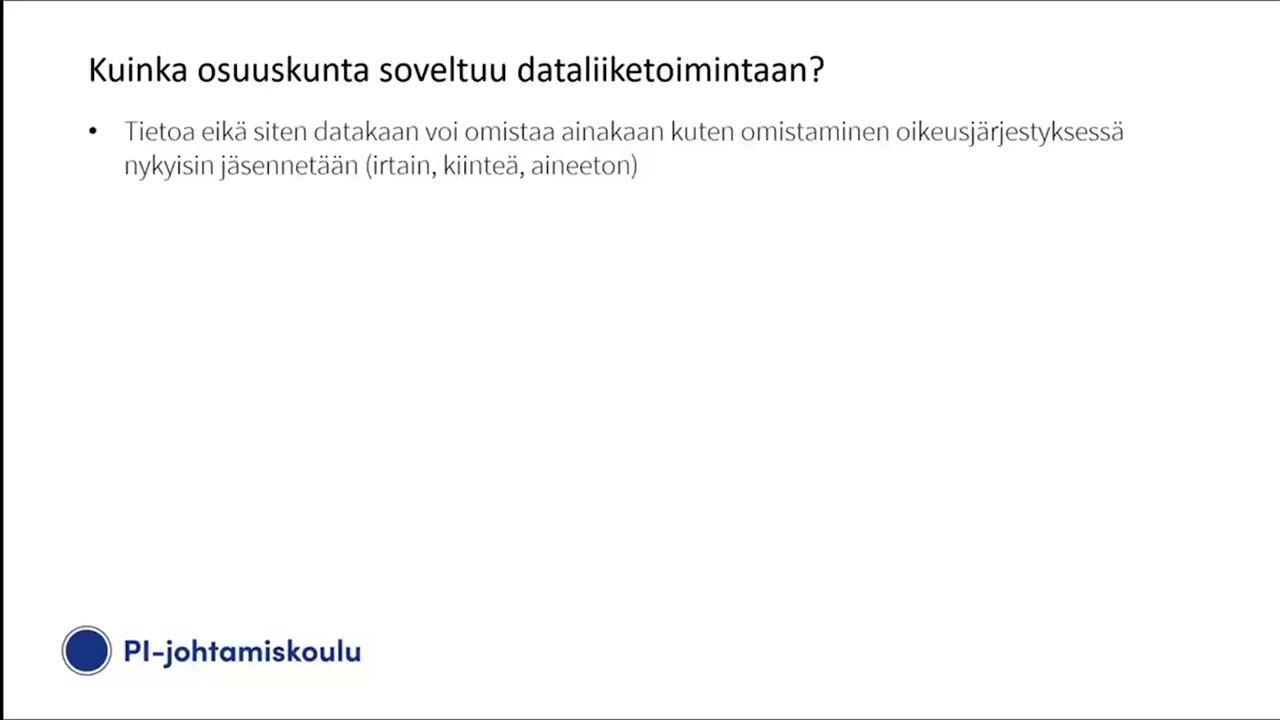 Kuinka osuuskunta soveltuu dataliiketoimintaan?
• Tietoa eikä siten datakaan voi omistaa ainakaan kuten omistaminen oikeusjärjestyksessä
nykyisin jäsennetään (irtain, kiinteä, aineeton)
PI-johtamiskoulu